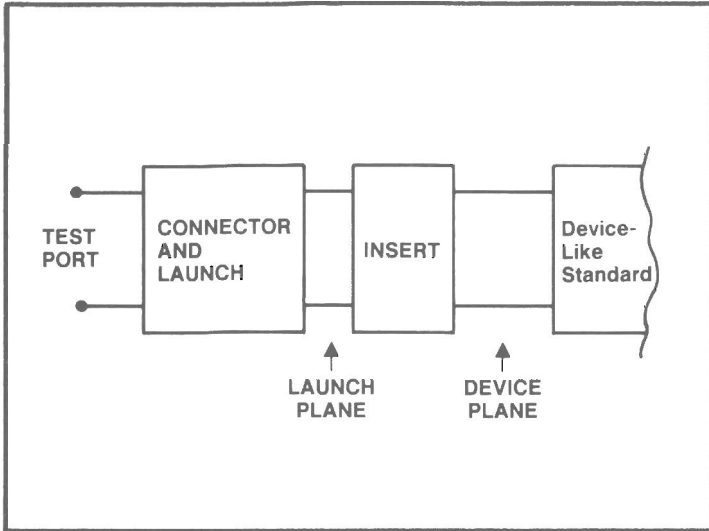 TEST
PORT
CONNECTOR
AND
LAUNCH
INSERT
Device-
Like
Standard
LAUNCH
PLANE
DEVICE
PLANE